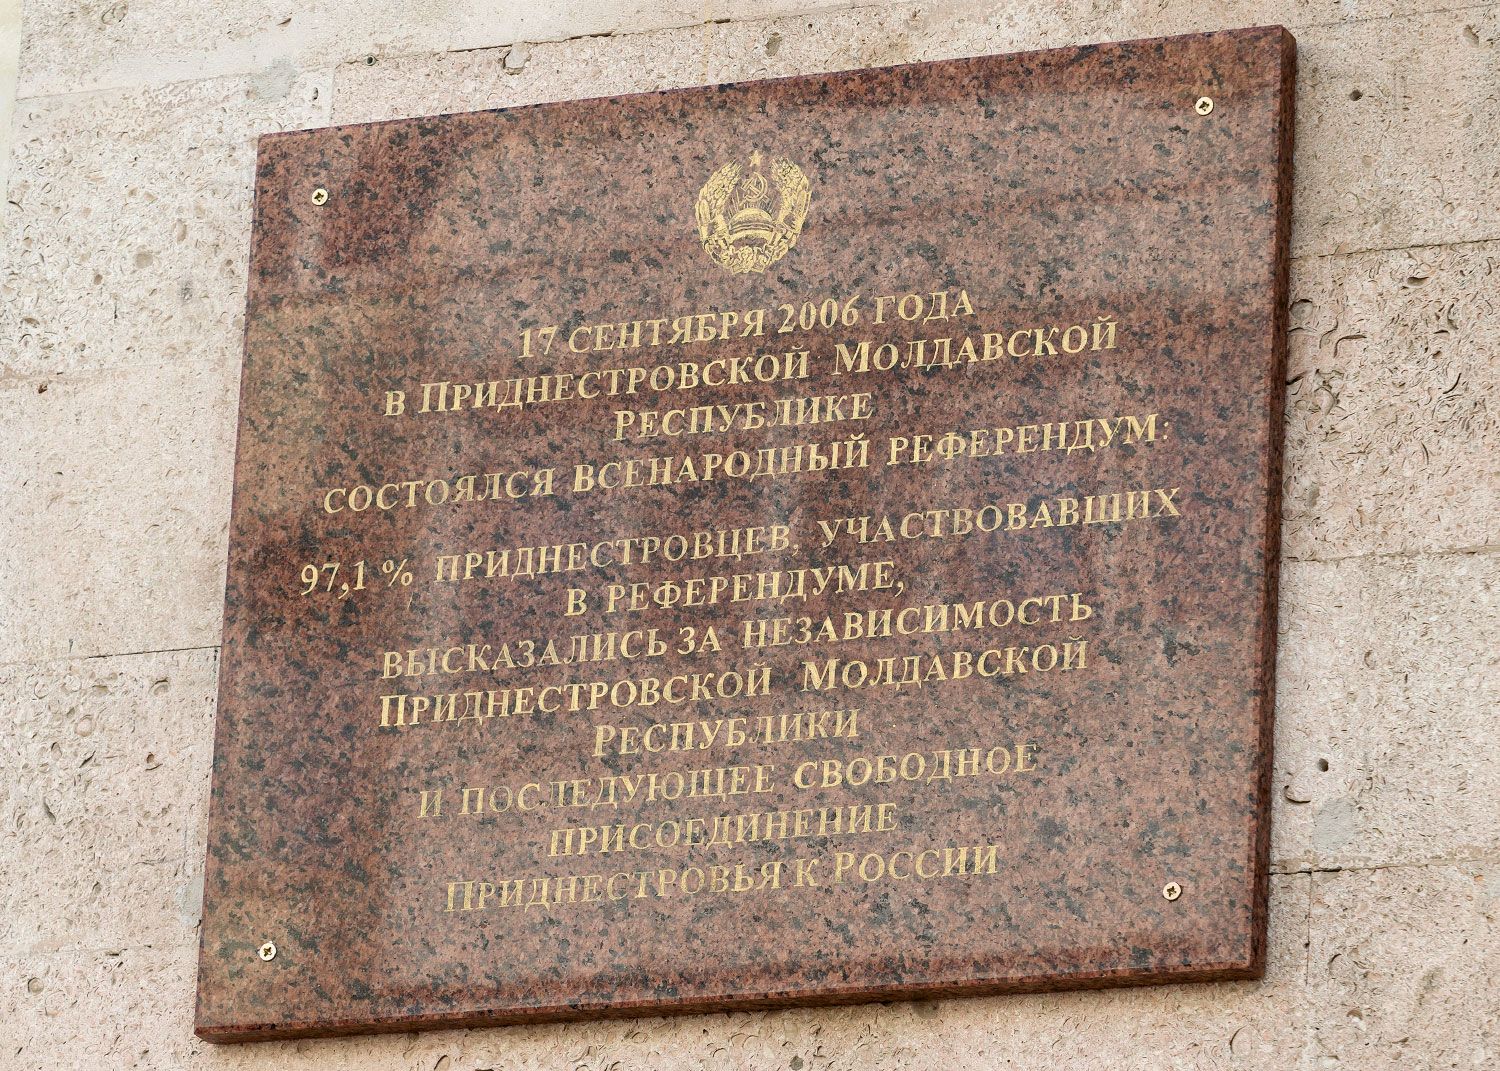 17 СЕНТЯБРЯ 2006 ГОДА
В ПРИДНЕСТРОВСКОЙ МОЛДАВСКОЙ
РЕСПУБЛИКЕ
СОСТОЯЛСЯ ВСЕНАРОДНЫЙ РЕФЕРЕНДУМ:
97,1 % ПРИДНЕСТРОВЦЕВ, УЧАСТВОВАВШИХ
В РЕФЕРЕНДУМЕ,
ВЫСКАЗАЛИСЬ ЗА НЕЗАВИСИМОСТЬ
ПРИДНЕСТРОВСКОЙ МОЛДАВСКОЙ
РЕСПУБЛИКИ
И ПОСЛЕДУЮЩЕЕ СВОБОДНОЕ
ПРИСОЕДИНЕНИЕ
ПРИДНЕСТРОВЬЯ К РОССИИ